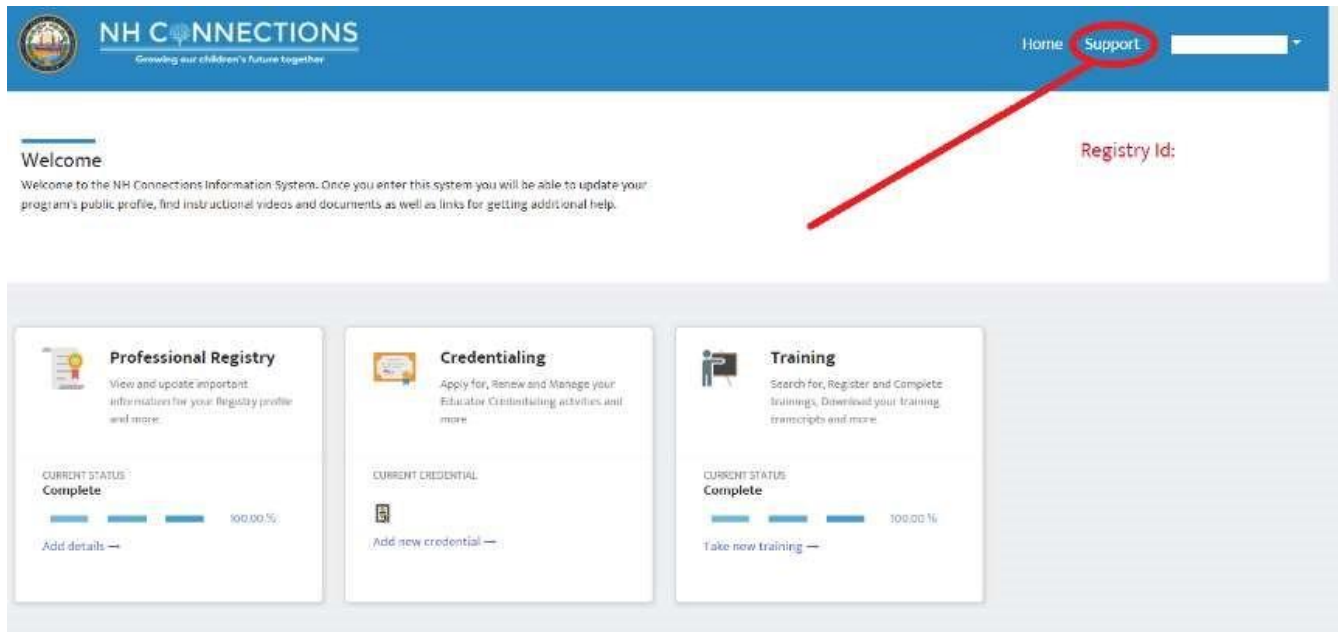 NH CONNECTIONS
Growing our children's future together
Home Support
Welcome
Registry Id:
Welcome to the NH Connections Information System. Once you enter this system you will be able to update your
program's public profile, find instructional videos and documents as well as links for getting additional help.
Professional Registry
View and update important
information for your Registry profile
and more.
CURRENT STATUS
Complete
100.00 %
Add details →
Credentialing
Apply for, Renew and Manage your
Educator Credentialing activities and
more
CURRENT CREDENTIAL
Add new credential →
Training
Search for, Register and Complete
trainings, Download your training
transcripts and more
CURRENT STATUS
Complete
100.00 %
Take new training →